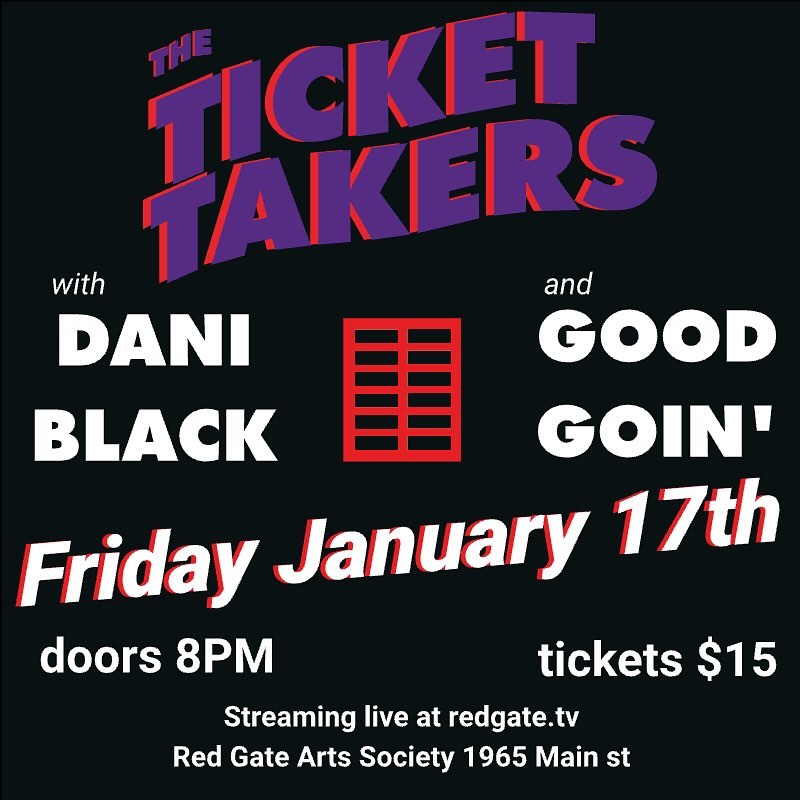 THE
TICKET
TAKERS
with
DANI
BLACK
and
GOOD
GOIN'
Friday January 17th
doors 8PM
tickets $15
Streaming live at redgate.tv
Red Gate Arts Society 1965 Main st